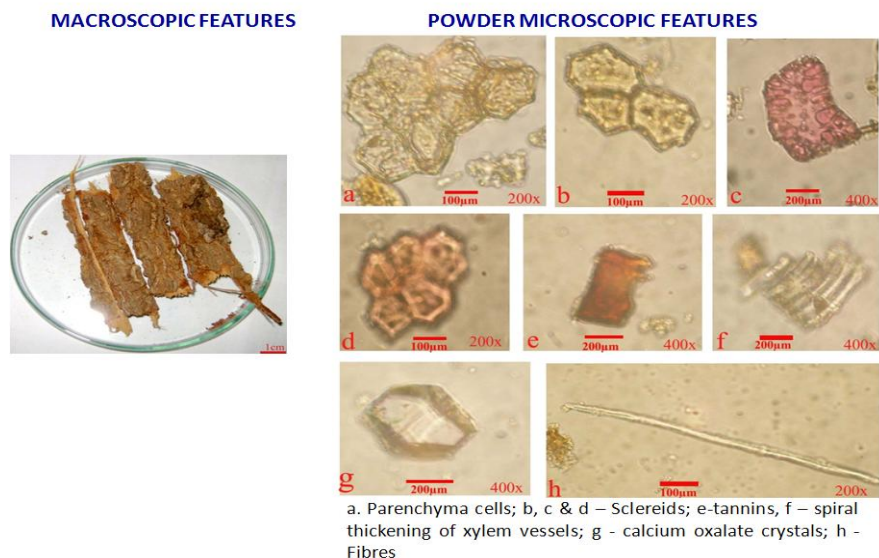 MACROSCOPIC FEATURES
POWDER MICROSCOPIC FEATURES
1cm
a
100µm
200x
b
100µm
200x
c
200µm
400x
d
100µm
200x
e
200µm
400x
f
200µm
400x
g
200µm
400x
h
100µm
200x
a. Parenchyma cells; b, c & d – Sclereids; e-tannins, f – spiral
thickening of xylem vessels; g - calcium oxalate crystals; h -
Fibres